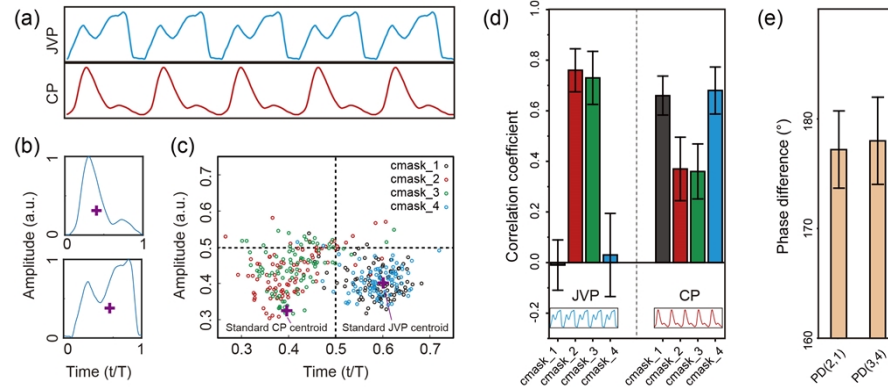 (a)
JVP
CP
(b)
1
0
0
1
1
0
0
1
Amplitude (a.u.)
Time (t/T)
(c)
cmask_1
cmask_2
cmask_3
cmask_4
0.7
0.6
0.5
0.4
0.3
Amplitude (a.u.)
Standard CP centroid
Standard JVP centroid
0.3
0.4
0.5
0.6
0.7
Time (t/T)
(d)
Correlation coefficient
1.0
0.8
0.6
0.4
0.2
0.0
-0.2
JVP
CP
cmask_1
cmask_2
cmask_3
cmask_4
cmask_1
cmask_2
cmask_3
cmask_4
(e)
Phase difference (°)
180
170
160
PD(2,1)
PD(3,4)